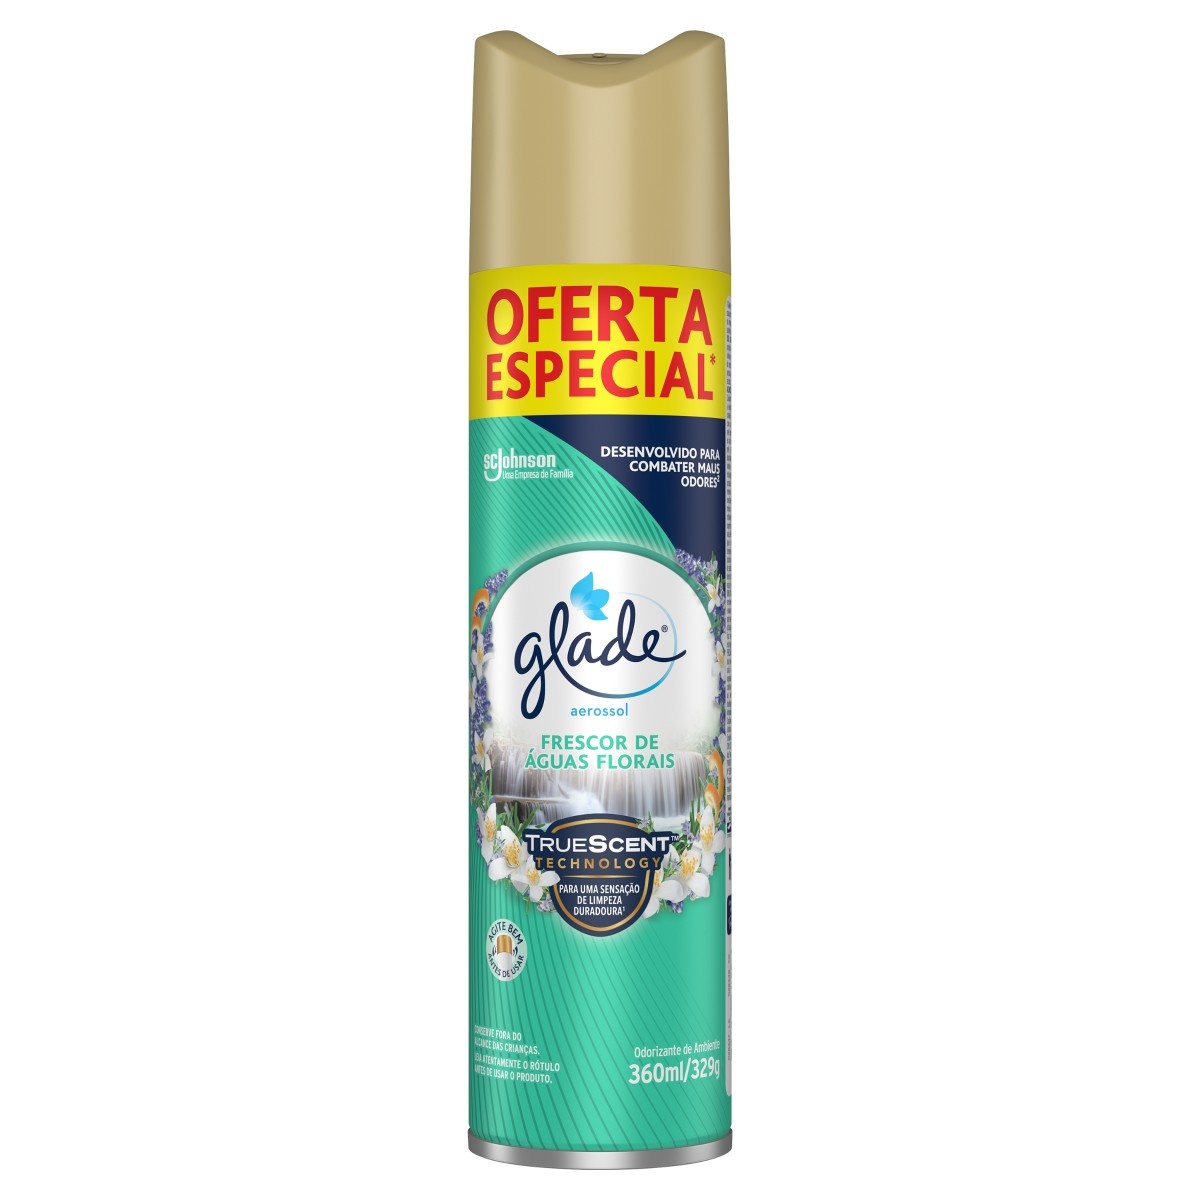 OFERTA
ESPECIAL*
SCJohnson
Uma Empresa de Família
DESENVOLVIDO PARA
COMBATER MAUS
ODORES²
glade®
aerossol
FRESCOR DE
ÁGUAS FLORAIS
TRUESCENT™
TECHNOLOGY
PARA UMA SENSAÇÃO
DE LIMPEZA
DURADOURA¹
AGITE BEM
ANTES DE USAR
CONSERVE FORA DO
ALCANCE DAS CRIANÇAS.
LEIA ATENTAMENTE O RÓTULO
ANTES DE USAR O PRODUTO.
Odorizante de Ambiente
360ml/329g